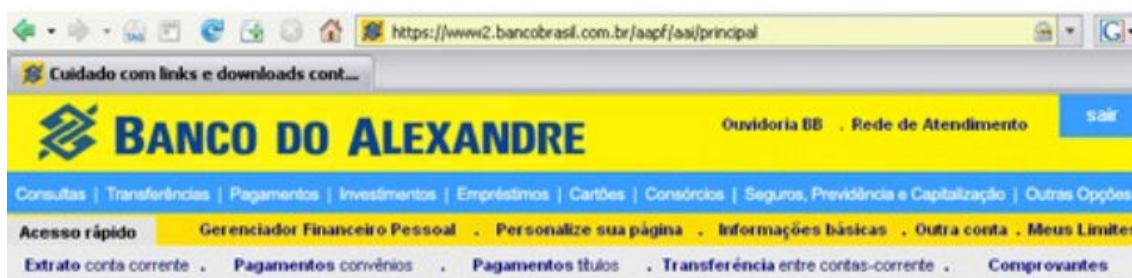 https://www2.bancobrasil.com.br/aapf/aai/principal
Cuidado com links e downloads cont...
BANCO DO ALEXANDRE
Ouvidoria BB . Rede de Atendimento
sair
Consultas | Transferências | Pagamentos | Investimentos | Empréstimos | Cartões | Consórcios | Seguros, Previdência e Capitalização | Outras Opções
Acesso rápido Gerenciador Financeiro Pessoal . Personalize sua página . Informações básicas . Outra conta . Meus Limites
Extrato conta corrente . Pagamentos convênios . Pagamentos títulos . Transferência entre contas-corrente . Comprovantes